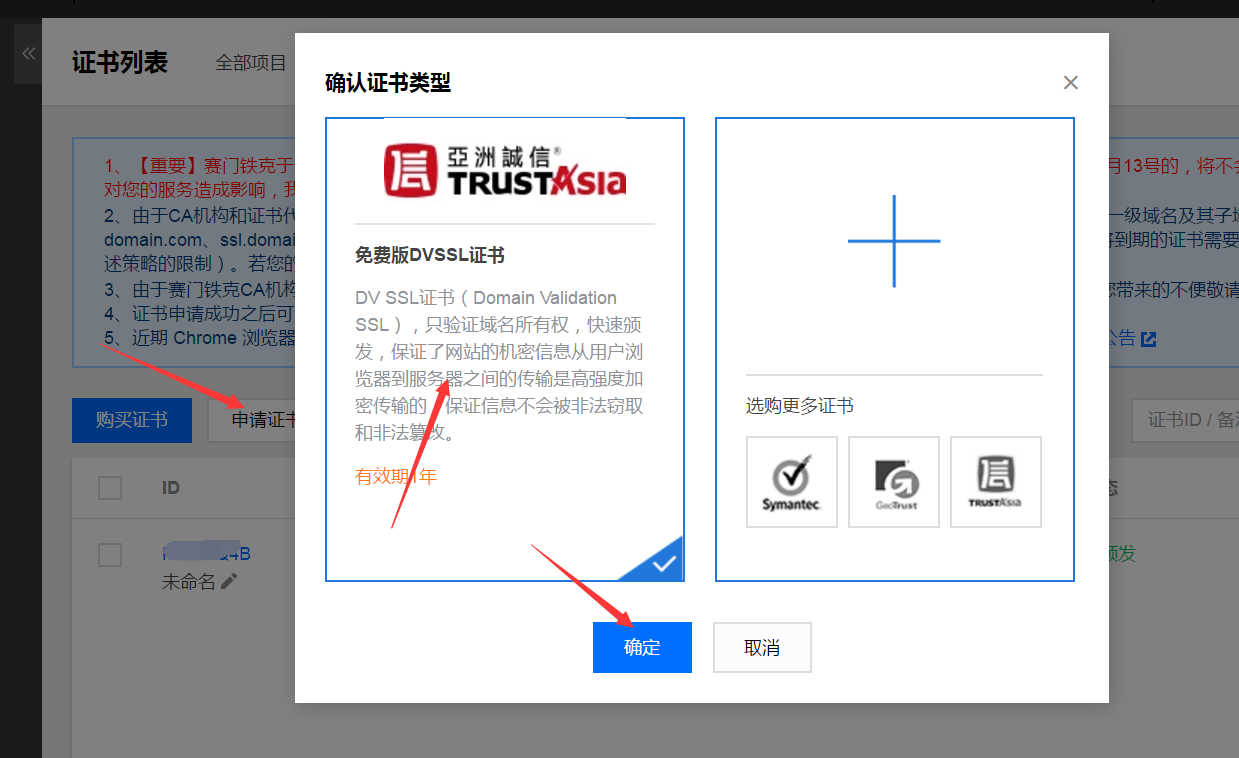 证书列表
全部项目
确认证书类型
1、【重要】赛门铁克于
月13号的，将不会
对您的服务造成影响，我
2、由于CA机构和证书代
一级域名及其子域
domain.com、ssl.domai
将到期的证书需要
述策略的限制）。若您的
3、由于赛门铁克CA机构
您带来的不便敬请
4、证书申请成功之后可
5、近期 Chrome 浏览器
公告
亞洲誠信®
TRUSTAsia
免费版DVSSL证书
DV SSL证书（Domain Validation
SSL），只验证域名所有权，快速颁
发，保证了网站的机密信息从用户浏
览器到服务器之间的传输是高强度加
密传输的，保证信息不会被非法窃取
和非法篡改。
有效期1年
选购更多证书
Symantec.
GeoTrust
TRUSTAsia
购买证书
申请证书
证书ID / 备注
ID
态
4B
颁发
未命名
确定
取消